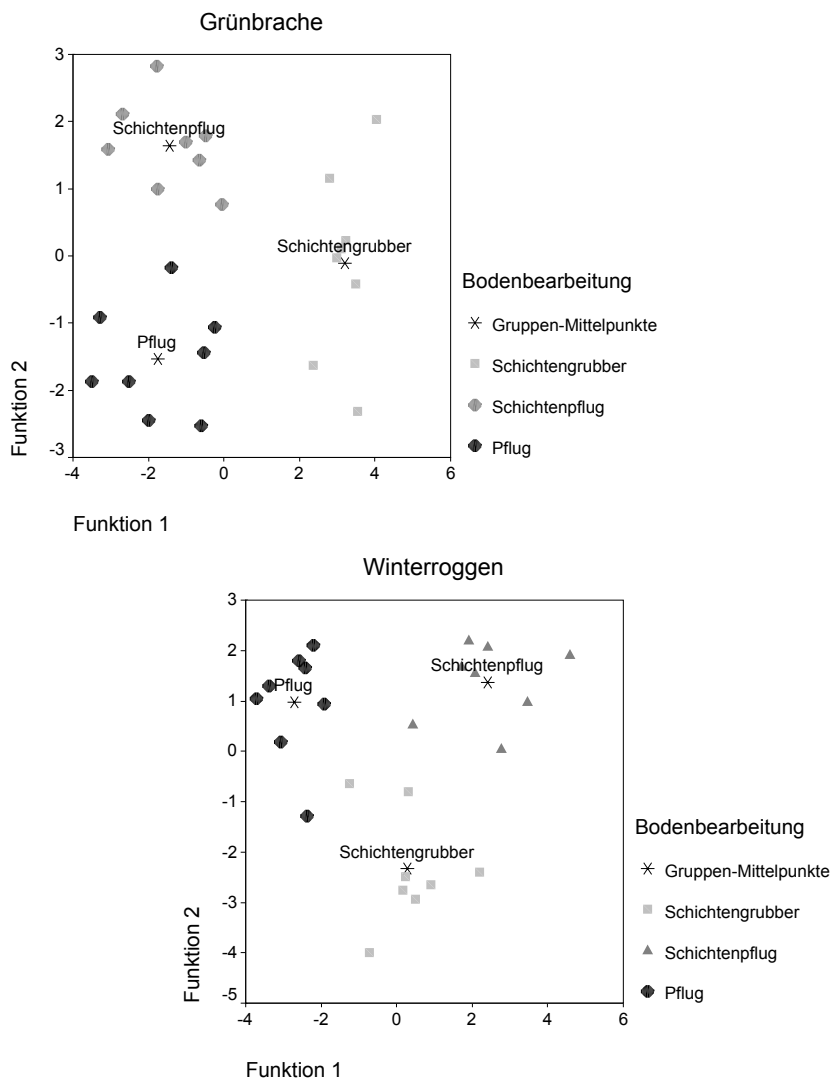 Grünbrache
3
2
1
0
-1
-2
-3
-4 -2 0 2 4 6
Funktion 2
Funktion 1
Schichtenpflug
Schichtengrubber
Pflug
Bodenbearbeitung
Gruppen-Mittelpunkte
Schichtengrubber
Schichtenpflug
Pflug
Winterroggen
3
2
1
0
-1
-2
-3
-4
-5
-4 -2 0 2 4 6
Funktion 2
Funktion 1
Schichtenpflug
Pflug
Schichtengrubber
Bodenbearbeitung
Gruppen-Mittelpunkte
Schichtengrubber
Schichtenpflug
Pflug